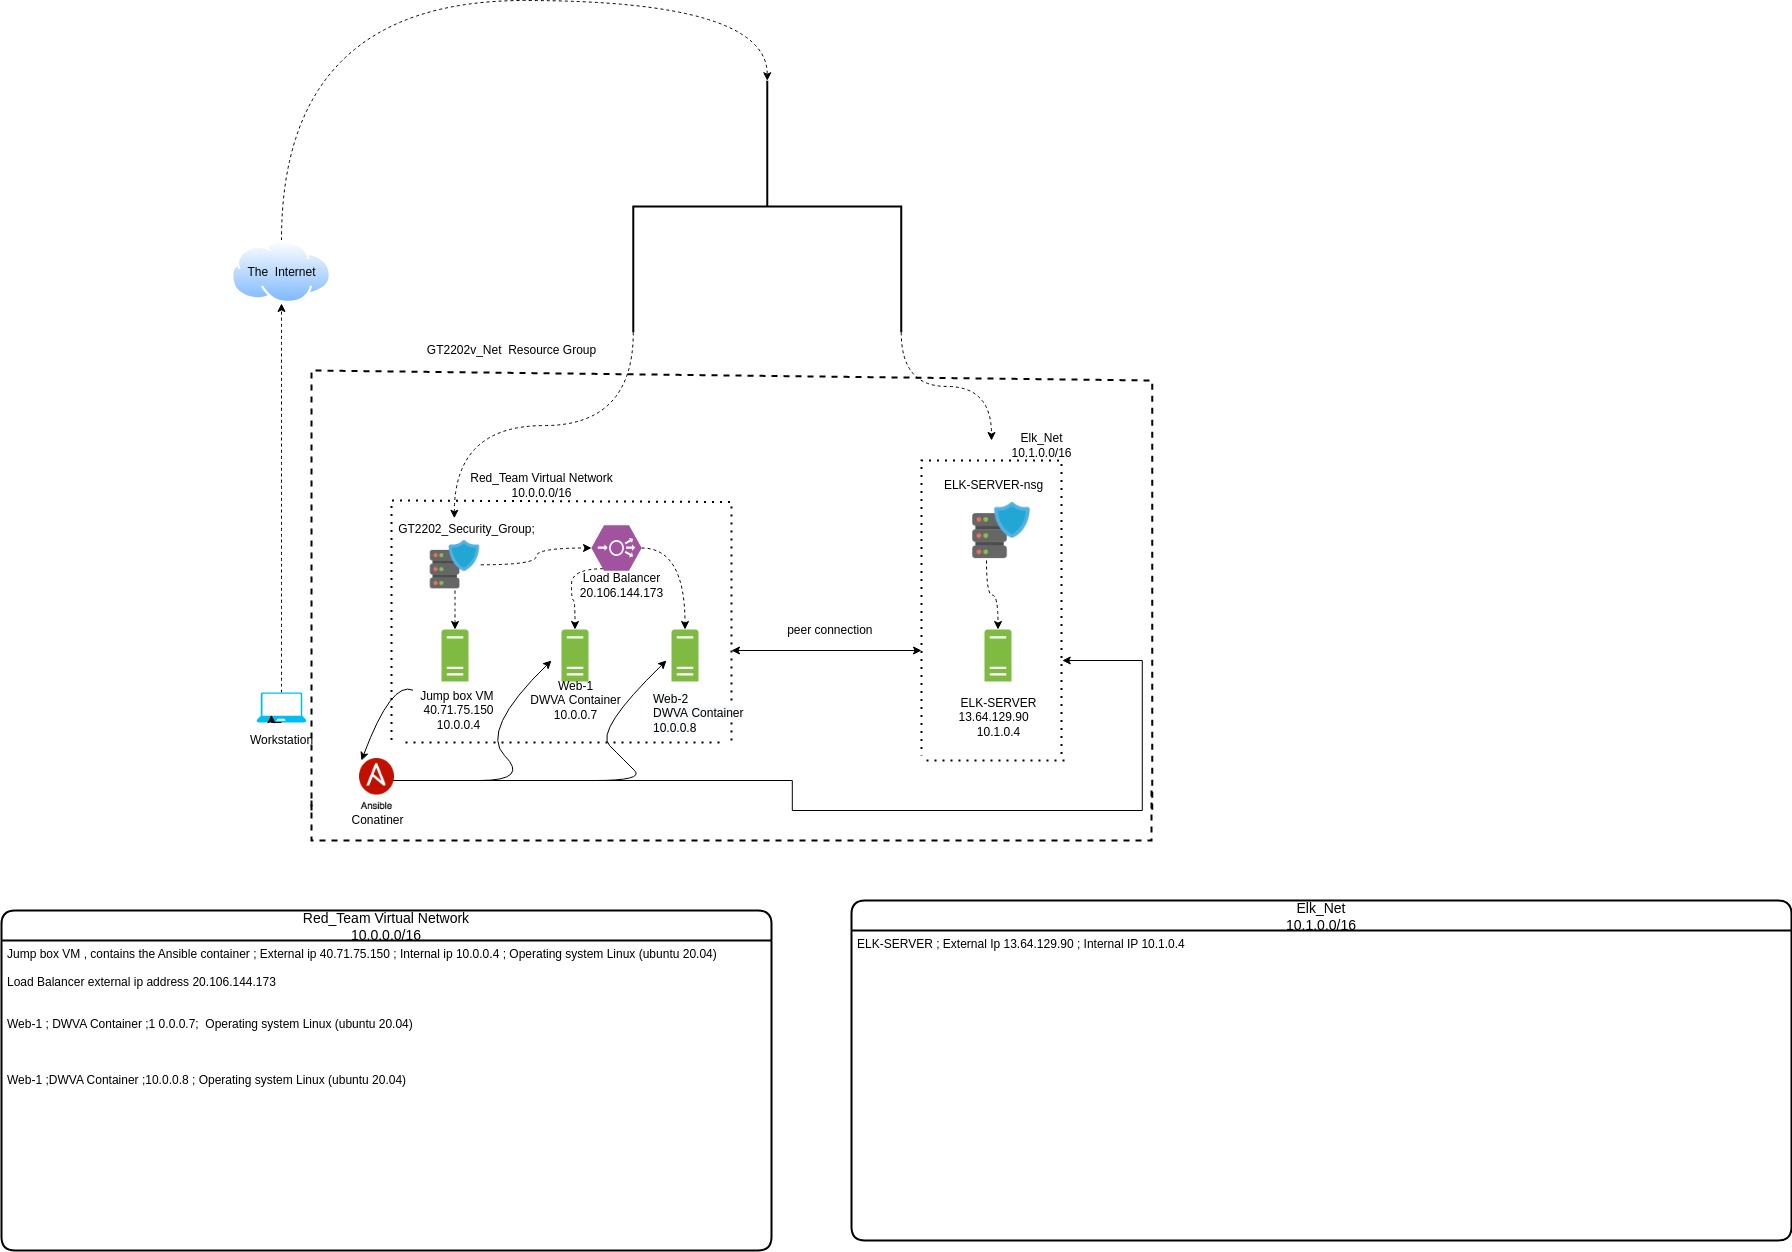 The  Internet
GT2202v_Net  Resource Group
Elk_Net
10.1.0.0/16
Red_Team Virtual Network
10.0.0.0/16
ELK-SERVER-nsg
GT2202_Security_Group;
Load Balancer
20.106.144.173
peer connection
Jump box VM
40.71.75.150
10.0.0.4
Web-1
DWVA Container
10.0.0.7
Web-2
DWVA Container
10.0.0.8
ELK-SERVER
13.64.129.90
10.1.0.4
Workstation
Ansible
Conatiner
Red_Team Virtual Network
10.0.0.0/16
Jump box VM , contains the Ansible container ; External ip 40.71.75.150 ; Internal ip 10.0.0.4 ; Operating system Linux (ubuntu 20.04)
Load Balancer external ip address 20.106.144.173
Web-1 ; DWVA Container ;1 0.0.0.7;  Operating system Linux (ubuntu 20.04)
Web-1 ;DWVA Container ;10.0.0.8 ; Operating system Linux (ubuntu 20.04)
Elk_Net
10.1.0.0/16
ELK-SERVER ; External Ip 13.64.129.90 ; Internal IP 10.1.0.4